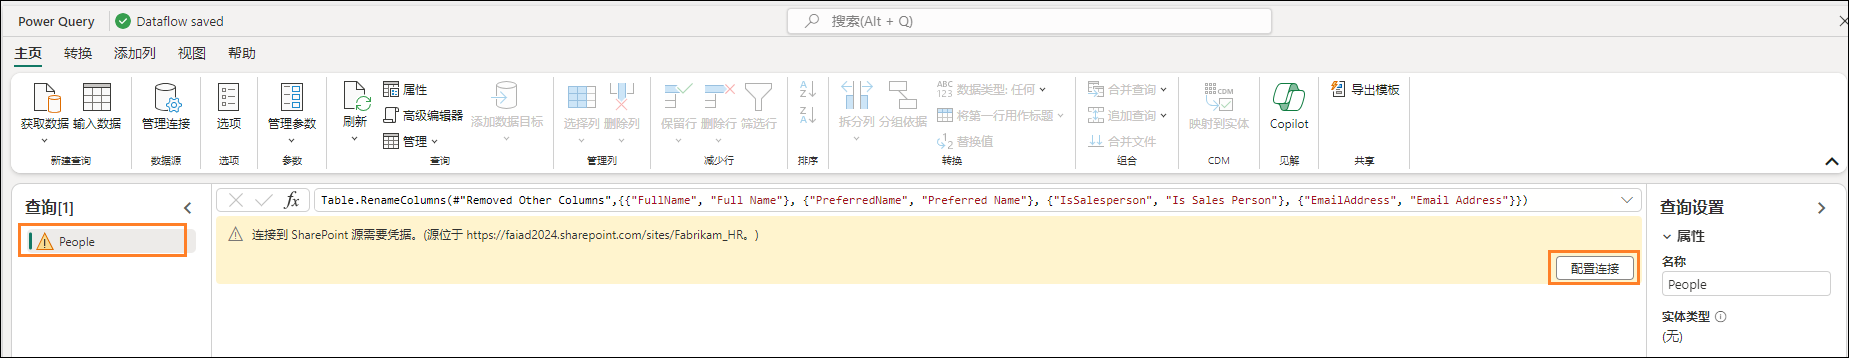 Power Query
Dataflow saved
搜索(Alt + Q)
主页 转换 添加列 视图 帮助
获取数据
输入数据
新建查询
管理连接
数据源
选项
选项
管理参数
参数
刷新
属性
高级编辑器
管理
添加数据目标
查询
选择列
删除列
管理列
保留行
删除行
筛选行
减少行
A
Z
Z
A
排序
拆分列
分组依据
ABC
123
数据类型: 任何
将第一行用作标题
1
2
替换值
转换
合并查询
追加查询
合并文件
组合
CDM
映射到实体
CDM
Copilot
见解
导出模板
共享
查询[1]
People
fx
Table.RenameColumns(#"Removed Other Columns",{{"FullName", "Full Name"}, {"PreferredName", "Preferred Name"}, {"IsSalesperson", "Is Sales Person"}, {"EmailAddress", "Email Address"}})
连接到 SharePoint 源需要凭据。(源位于 https://faiad2024.sharepoint.com/sites/Fabrikam_HR。)
配置连接
查询设置
属性
名称
People
实体类型
(无)